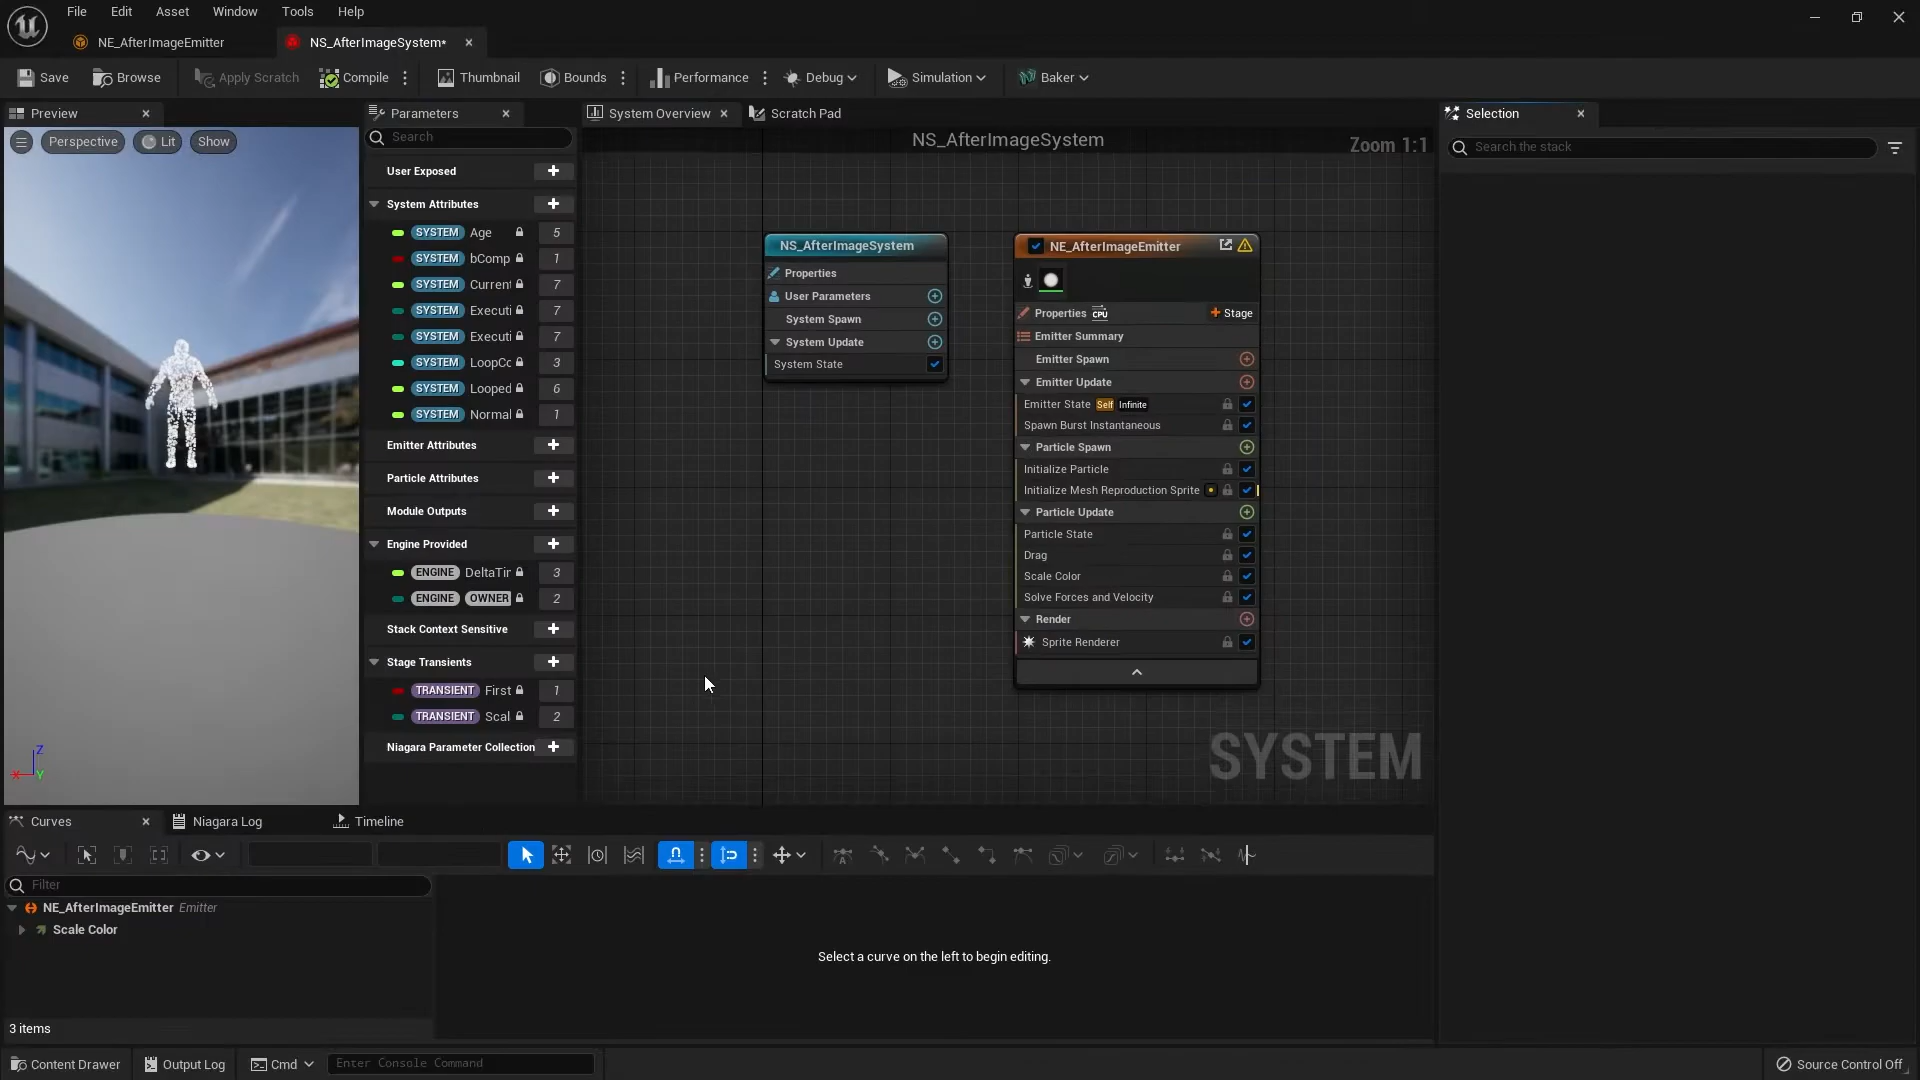 File Edit Asset Window Tools Help
NE_AfterImageEmitter
NS_AfterImageSystem*
Save Browse Apply Scratch Compile Thumbnail Bounds Performance Debug Simulation Baker
Preview
Perspective Lit Show
Z
X Y
Parameters
Search
User Exposed
System Attributes
SYSTEM Age 5
SYSTEM bComp 1
SYSTEM Current 7
SYSTEM Executi 7
SYSTEM Executi 7
SYSTEM LoopCo 3
SYSTEM Looped 6
SYSTEM Normal 1
Emitter Attributes
Particle Attributes
Module Outputs
Engine Provided
ENGINE DeltaTir 3
ENGINE OWNER 2
Stack Context Sensitive
Stage Transients
TRANSIENT First 1
TRANSIENT Scal 2
Niagara Parameter Collection
System Overview Scratch Pad
NS_AfterImageSystem
Zoom 1:1
NS_AfterImageSystem
Properties
User Parameters
System Spawn
System Update
System State
NE_AfterImageEmitter
Properties CPU Stage
Emitter Summary
Emitter Spawn
Emitter Update
Emitter State Self Infinite
Spawn Burst Instantaneous
Particle Spawn
Initialize Particle
Initialize Mesh Reproduction Sprite
Particle Update
Particle State
Drag
Scale Color
Solve Forces and Velocity
Render
Sprite Renderer
SYSTEM
Selection
Search the stack
Curves Niagara Log Timeline
Filter
NE_AfterImageEmitter Emitter
Scale Color
Select a curve on the left to begin editing.
3 items
Content Drawer Output Log Cmd Enter Console Command Source Control Off